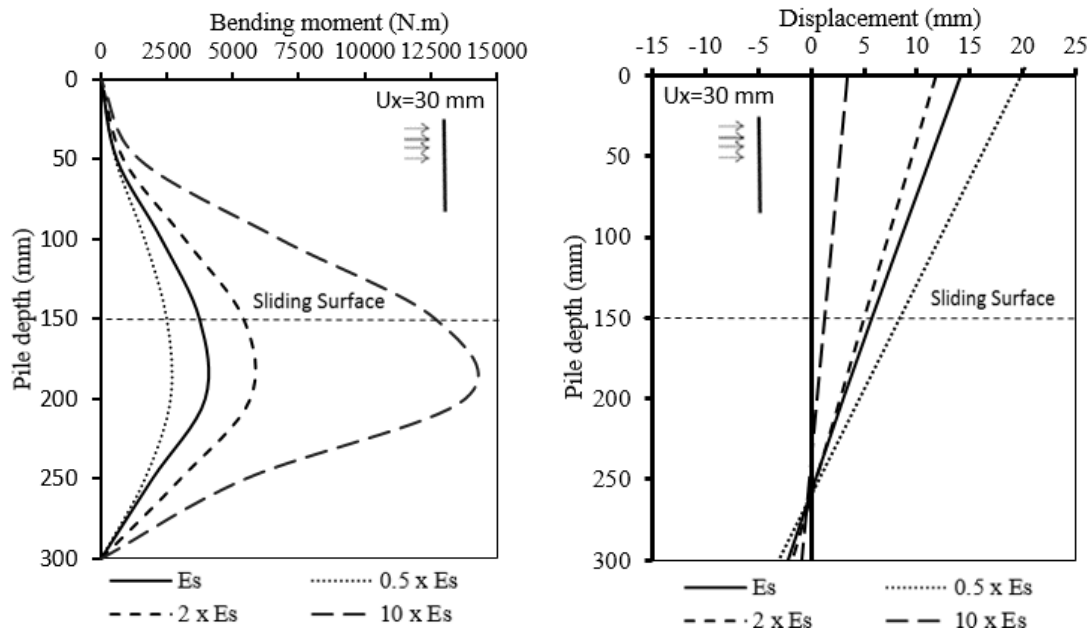 Bending moment (N.m)
0 2500 5000 7500 10000 12500 15000
Pile depth (mm)
0
50
100
150
200
250
300
Ux=30 mm
Sliding Surface
Es
0.5 x Es
2 x Es
10 x Es
Displacement (mm)
-15 -10 -5 0 5 10 15 20 25
Pile depth (mm)
0
50
100
150
200
250
300
Ux=30 mm
Sliding Surface
Es
0.5 x Es
2 x Es
10 x Es